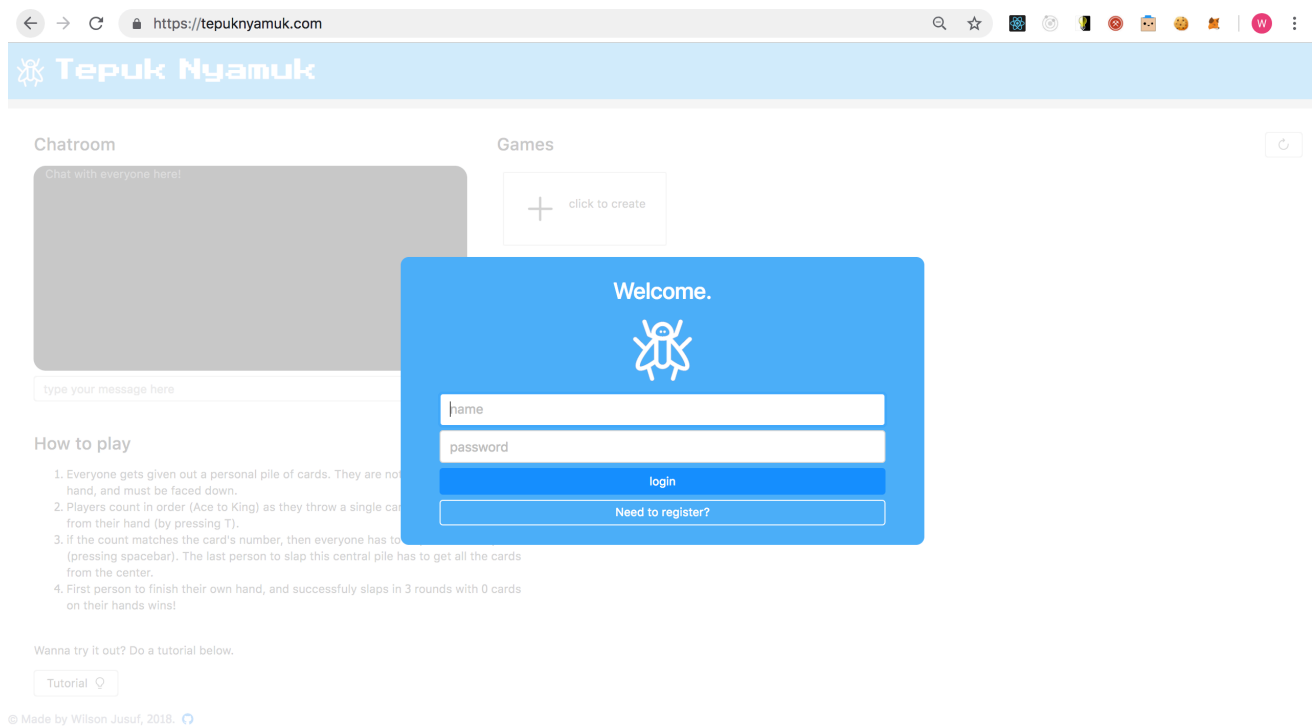 https://tepuknyamuk.com
W
Tepuk Nyamuk
Chatroom
Chat with everyone here!
type your message here
Games
click to create
Welcome.
name
password
login
Need to register?
How to play
1. Everyone gets given out a personal pile of cards. They are not
hand, and must be faced down.
2. Players count in order (Ace to King) as they throw a single car
from their hand (by pressing T).
3. if the count matches the card's number, then everyone has to
(pressing spacebar). The last person to slap this central pile has to get all the cards
from the center.
4. First person to finish their own hand, and successfuly slaps in 3 rounds with 0 cards
on their hands wins!
Wanna try it out? Do a tutorial below.
Tutorial
© Made by Wilson Jusuf, 2018.